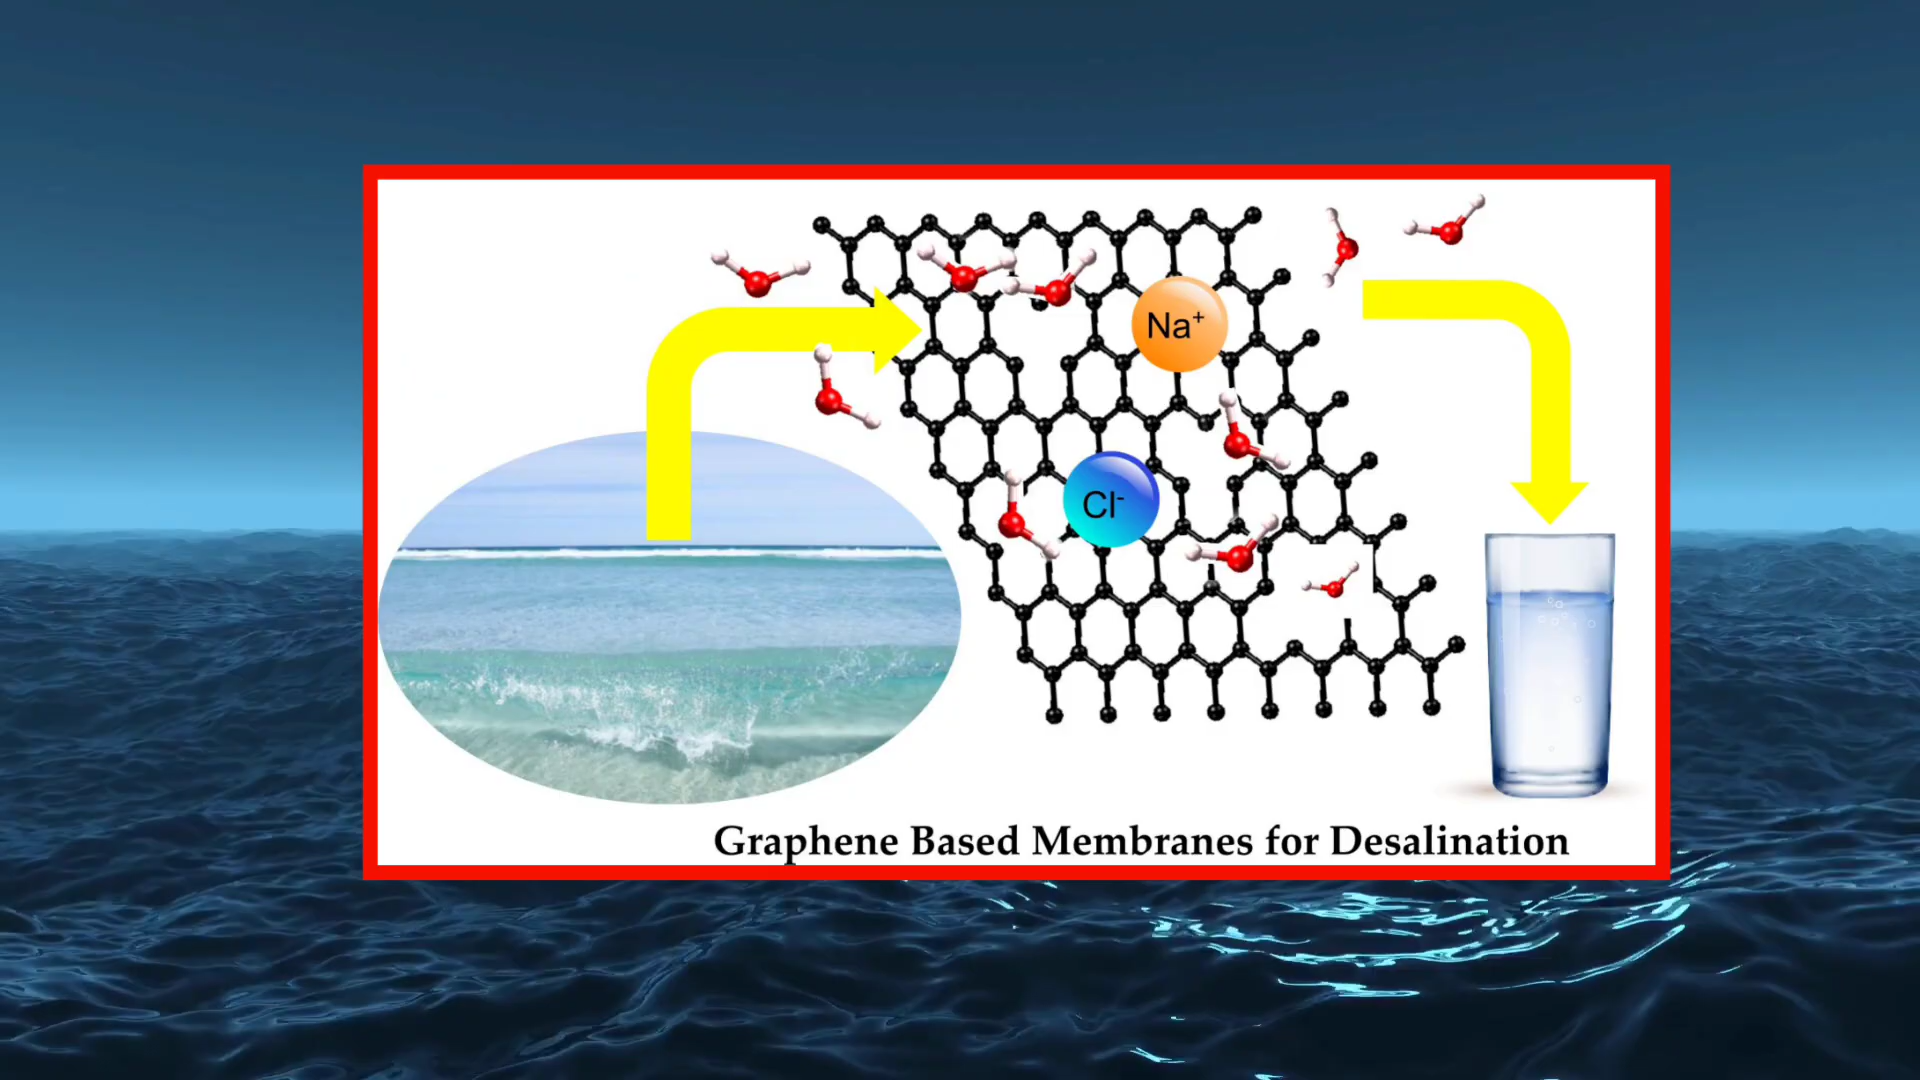 Na⁺
Cl⁻
Graphene Based Membranes for Desalination